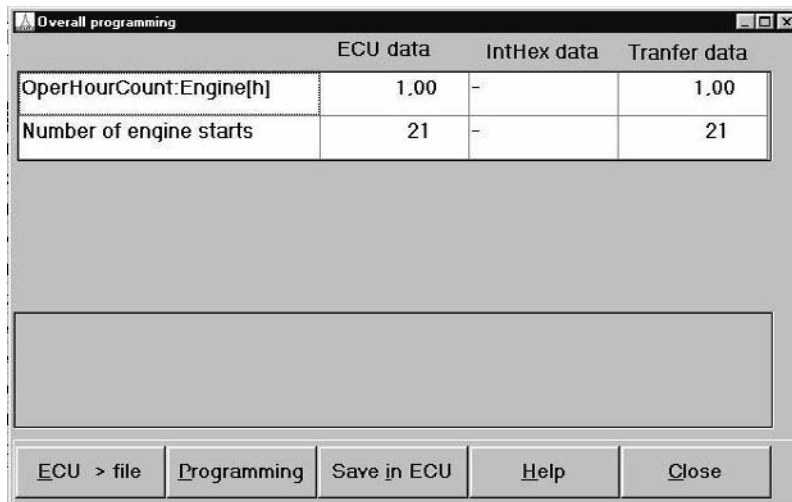 Overall programming
ECU data IntHex data Tranfer data
OperHourCount:Engine[h] 1,00 - 1,00
Number of engine starts 21 - 21
ECU > file Programming Save in ECU Help Close